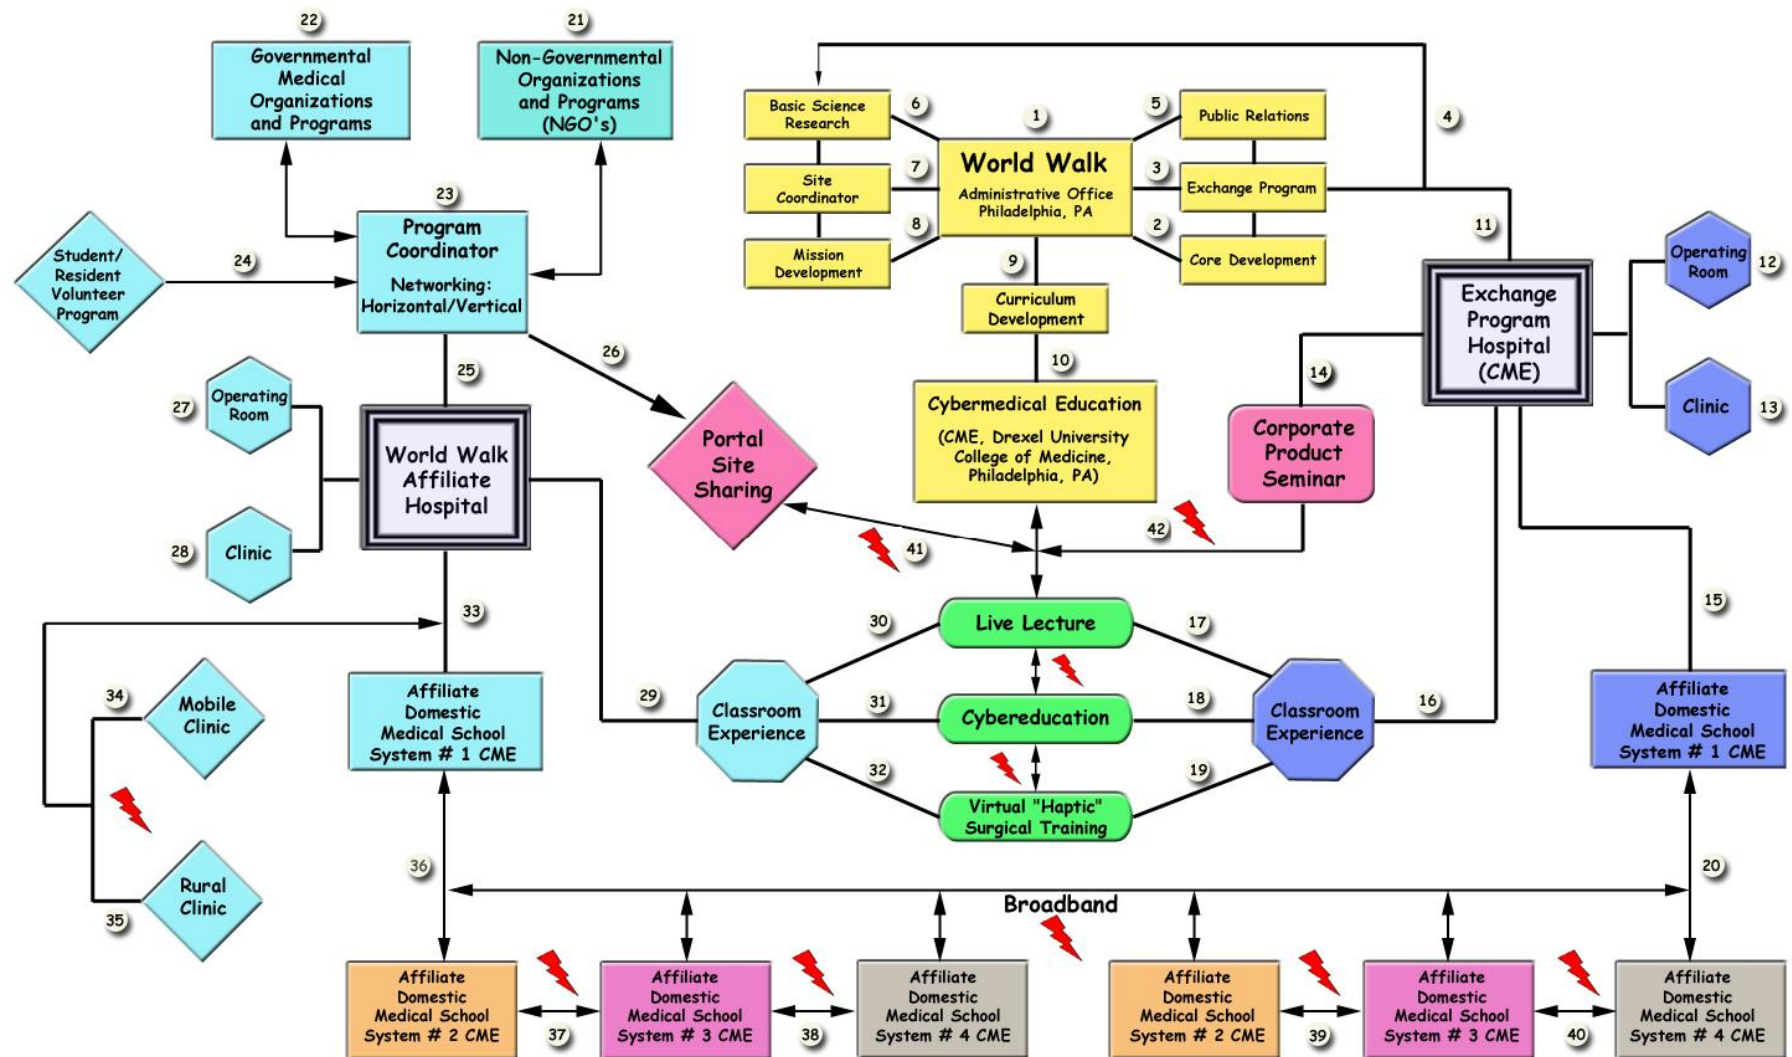 22
21
Governmental
Medical
Organizations
and Programs
Non-Governmental
Organizations
and Programs
(NGO's)
23
Program
Coordinator
Networking:
Horizontal/Vertical
Student/
Resident
Volunteer
Program
24
25
26
27
Operating
Room
28
Clinic
World Walk
Affiliate
Hospital
Portal
Site
Sharing
Basic Science
Research
6
1
5
Public Relations
4
World Walk
Administrative Office
Philadelphia, PA
Site
Coordinator
7
3
Exchange Program
Mission
Development
8
2
Core Development
9
Curriculum
Development
10
Cybermedical Education
(CME, Drexel University
College of Medicine,
Philadelphia, PA)
11
Exchange
Program
Hospital
(CME)
Operating
Room
12
Clinic
13
14
Corporate
Product
Seminar
41
42
15
33
34
Mobile
Clinic
35
Rural
Clinic
Affiliate
Domestic
Medical School
System # 1 CME
29
Classroom
Experience
30
31
32
Live Lecture
Cybereducation
Virtual "Haptic"
Surgical Training
17
18
19
Classroom
Experience
16
Affiliate
Domestic
Medical School
System # 1 CME
36
20
Broadband
Affiliate
Domestic
Medical School
System # 2 CME
37
Affiliate
Domestic
Medical School
System # 3 CME
38
Affiliate
Domestic
Medical School
System # 4 CME
Affiliate
Domestic
Medical School
System # 2 CME
39
Affiliate
Domestic
Medical School
System # 3 CME
40
Affiliate
Domestic
Medical School
System # 4 CME